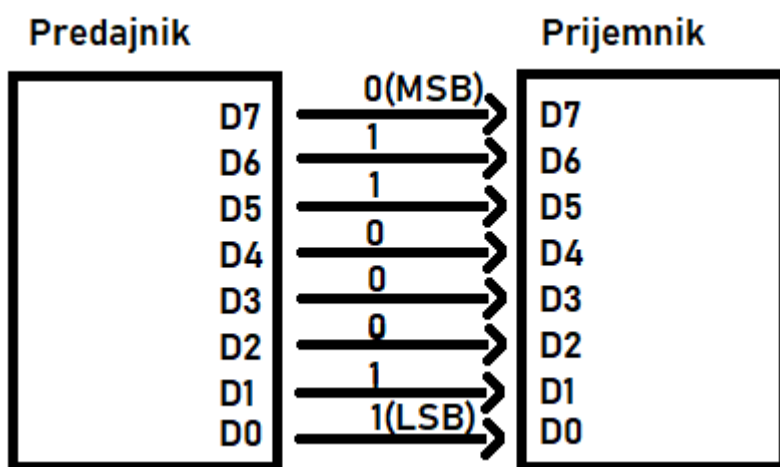 Predajnik Prijemnik
0(MSB)
D7 D7
1
D6 D6
1
D5 D5
0
D4 D4
0
D3 D3
0
D2 D2
1
D1 D1
1(LSB)
D0 D0